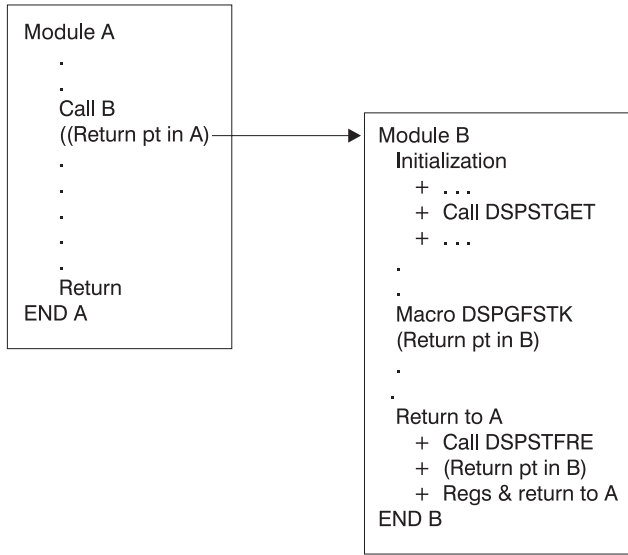 Module A
.
.
Call B
((Return pt in A)
.
.
.
.
.
Return
END A
Module B
Initialization
+ . . .
+ Call DSPSTGET
+ . . .
.
.
Macro DSPGFSTK
(Return pt in B)
.
.
Return to A
+ Call DSPSTFRE
+ (Return pt in B)
+ Regs & return to A
END B